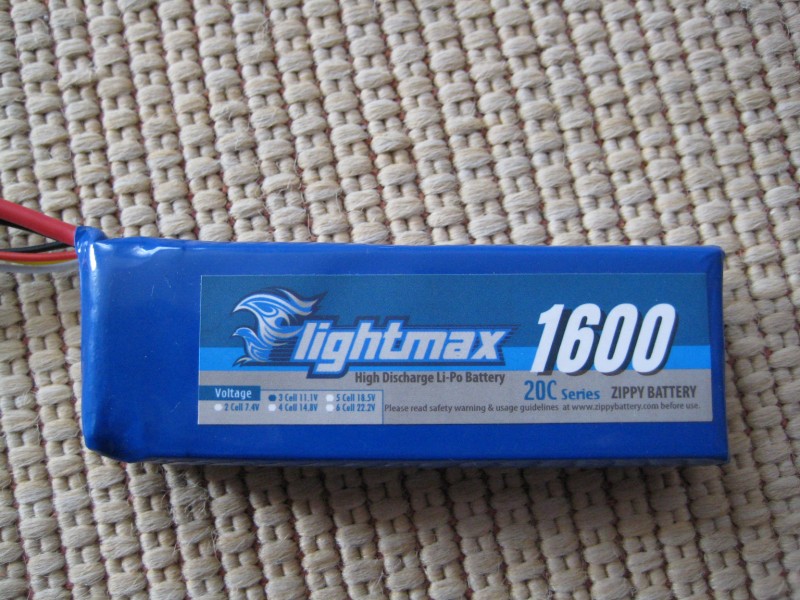 Flightmax 1600
High Discharge Li-Po Battery 20C Series ZIPPY BATTERY
Voltage
3 Cell 11.1V 5 Cell 18.5V
2 Cell 7.4V 4 Cell 14.8V 6 Cell 22.2V
Please read safety warning & usage guidelines at www.zippybattery.com before use.